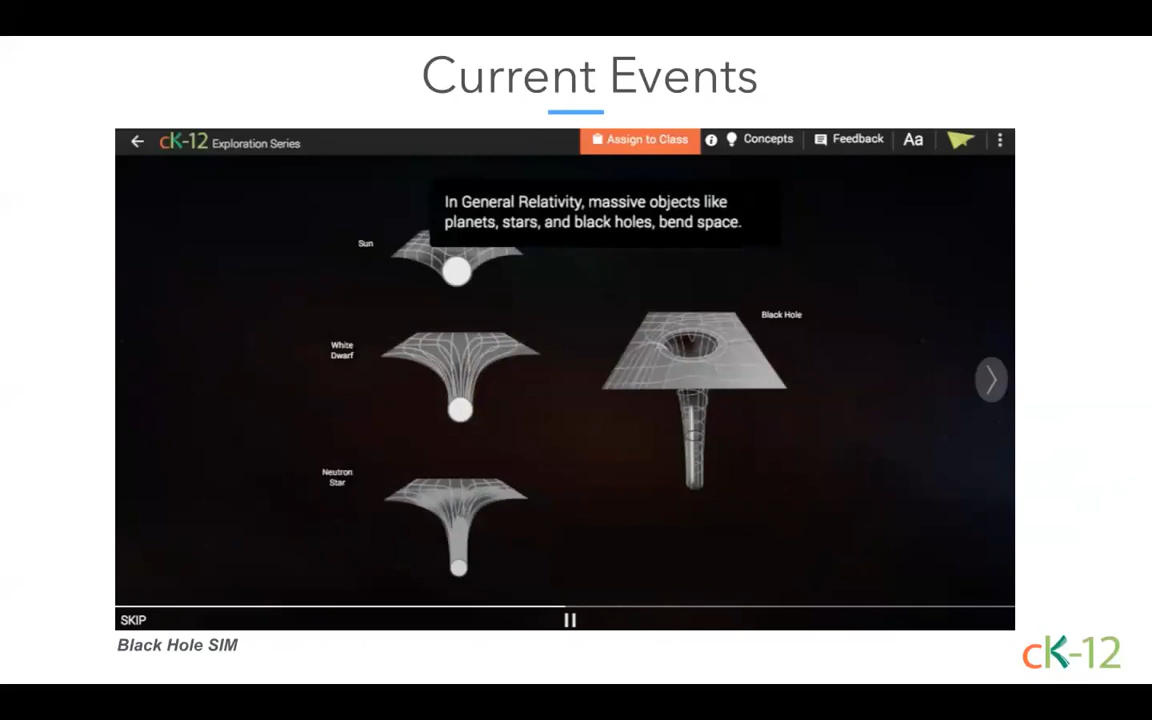 Current Events
cK-12 Exploration Series
Assign to Class
Concepts
Feedback
Aa
In General Relativity, massive objects like
planets, stars, and black holes, bend space.
Sun
Black Hole
White
Dwarf
Neutron
Star
SKIP
Black Hole SIM
cK-12